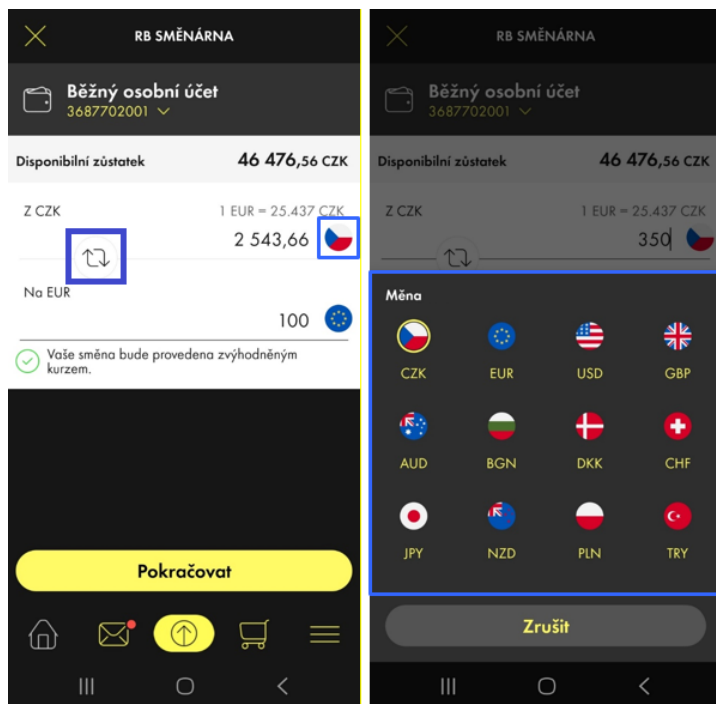 RB SMĚNÁRNA
Běžný osobní účet
3687702001
Disponibilní zůstatek 46 476,56 CZK
Z CZK 1 EUR = 25.437 CZK
2 543,66
Na EUR
100
Vaše směna bude provedena zvýhodněným
kurzem.
Pokračovat
RB SMĚNÁRNA
Běžný osobní účet
3687702001
Disponibilní zůstatek 46 476,56 CZK
Z CZK 1 EUR = 25.437 CZK
350
Měna
CZK EUR USD GBP
AUD BGN DKK CHF
JPY NZD PLN TRY
Zrušit